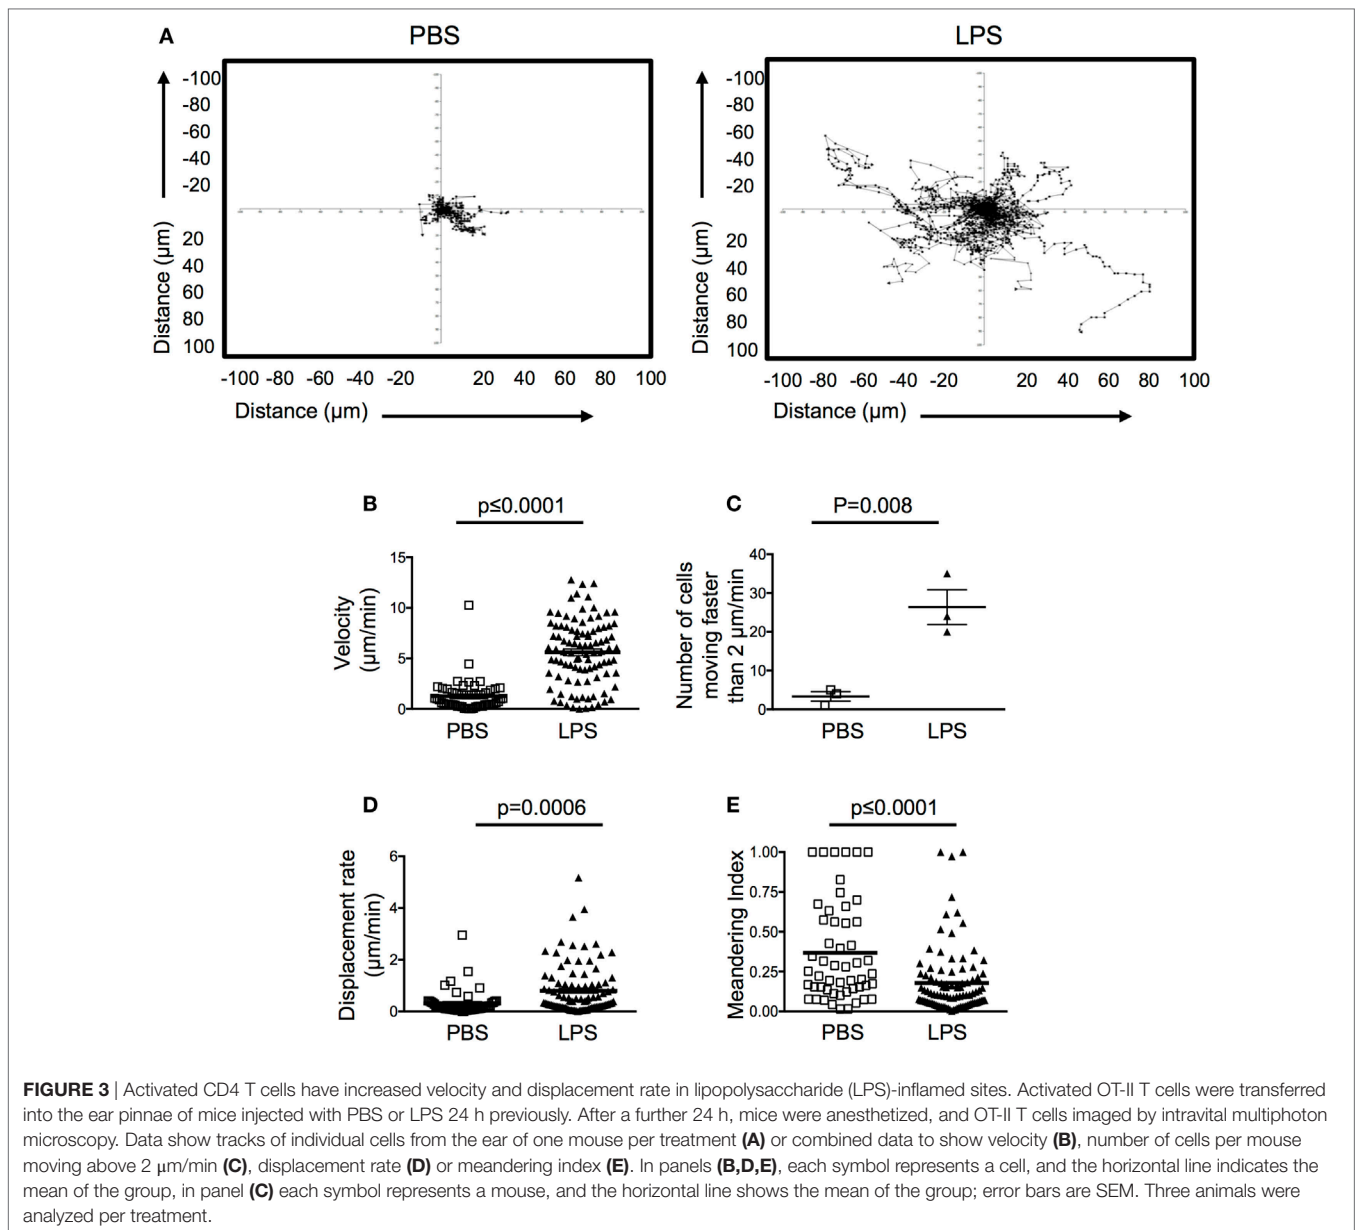 A
PBS
LPS
-100
-80
-60
-40
-20
20
40
60
80
100
Distance (µm)
-100 -80 -60 -40 -20 20 40 60 80 100
Distance (µm)
-100
-80
-60
-40
-20
20
40
60
80
100
Distance (µm)
-100 -80 -60 -40 -20 20 40 60 80 100
Distance (µm)
B
p≤0.0001
Velocity
(µm/min)
15
10
5
0
PBS LPS
C
P=0.008
Number of cells
moving faster
than 2 µm/min
40
30
20
10
0
PBS LPS
D
p=0.0006
Displacement rate
(µm/min)
6
4
2
0
PBS LPS
E
p≤0.0001
Meandering Index
1.00
0.75
0.50
0.25
0.00
PBS LPS
FIGURE 3 | Activated CD4 T cells have increased velocity and displacement rate in lipopolysaccharide (LPS)-inflamed sites. Activated OT-II T cells were transferred
into the ear pinnae of mice injected with PBS or LPS 24 h previously. After a further 24 h, mice were anesthetized, and OT-II T cells imaged by intravital multiphoton
microscopy. Data show tracks of individual cells from the ear of one mouse per treatment (A) or combined data to show velocity (B), number of cells per mouse
moving above 2 µm/min (C), displacement rate (D) or meandering index (E). In panels (B,D,E), each symbol represents a cell, and the horizontal line indicates the
mean of the group, in panel (C) each symbol represents a mouse, and the horizontal line shows the mean of the group; error bars are SEM. Three animals were
analyzed per treatment.